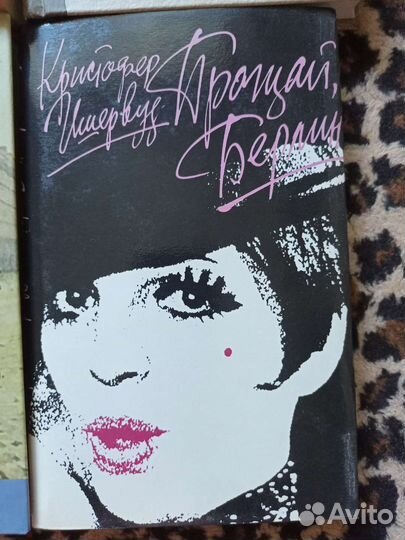 Кристофер
Ишервуд
Прощай,
Берлин
Avito